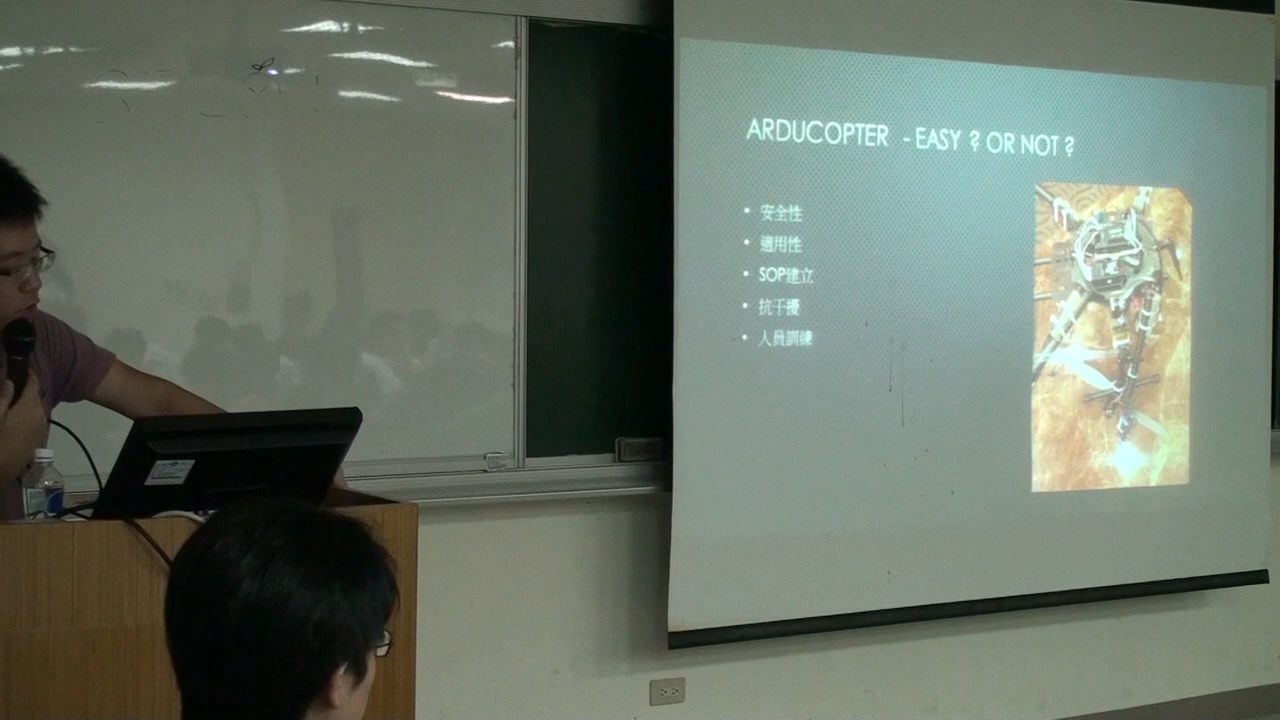 ARDUCOPTER - EASY ? OR NOT ?
• 安全性
• 適用性
• SOP建立
• 抗干擾
• 人員訓練